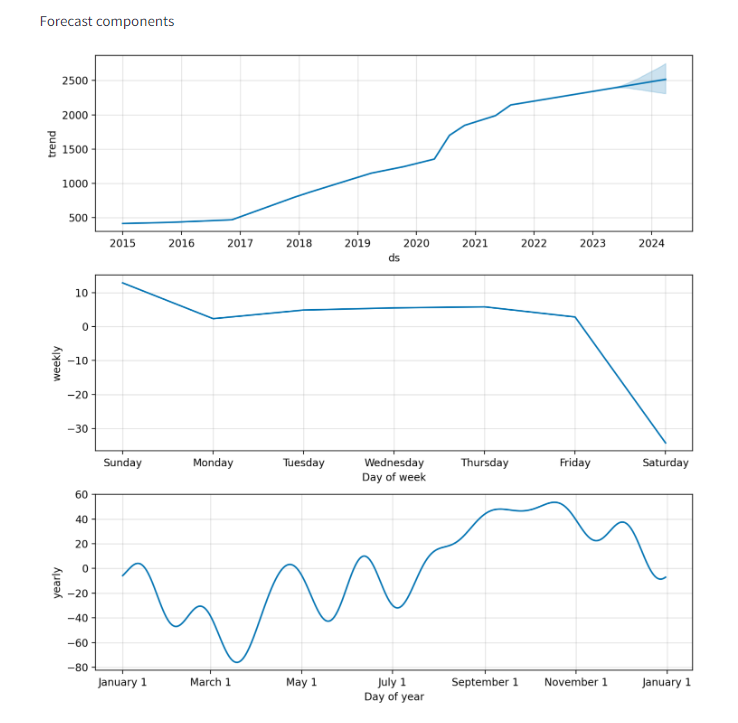 Forecast components
2500
2000
1500
1000
500
trend
2015 2016 2017 2018 2019 2020 2021 2022 2023 2024
ds
10
0
−10
−20
−30
weekly
Sunday Monday Tuesday Wednesday Thursday Friday Saturday
Day of week
60
40
20
0
−20
−40
−60
−80
yearly
January 1 March 1 May 1 July 1 September 1 November 1 January 1
Day of year